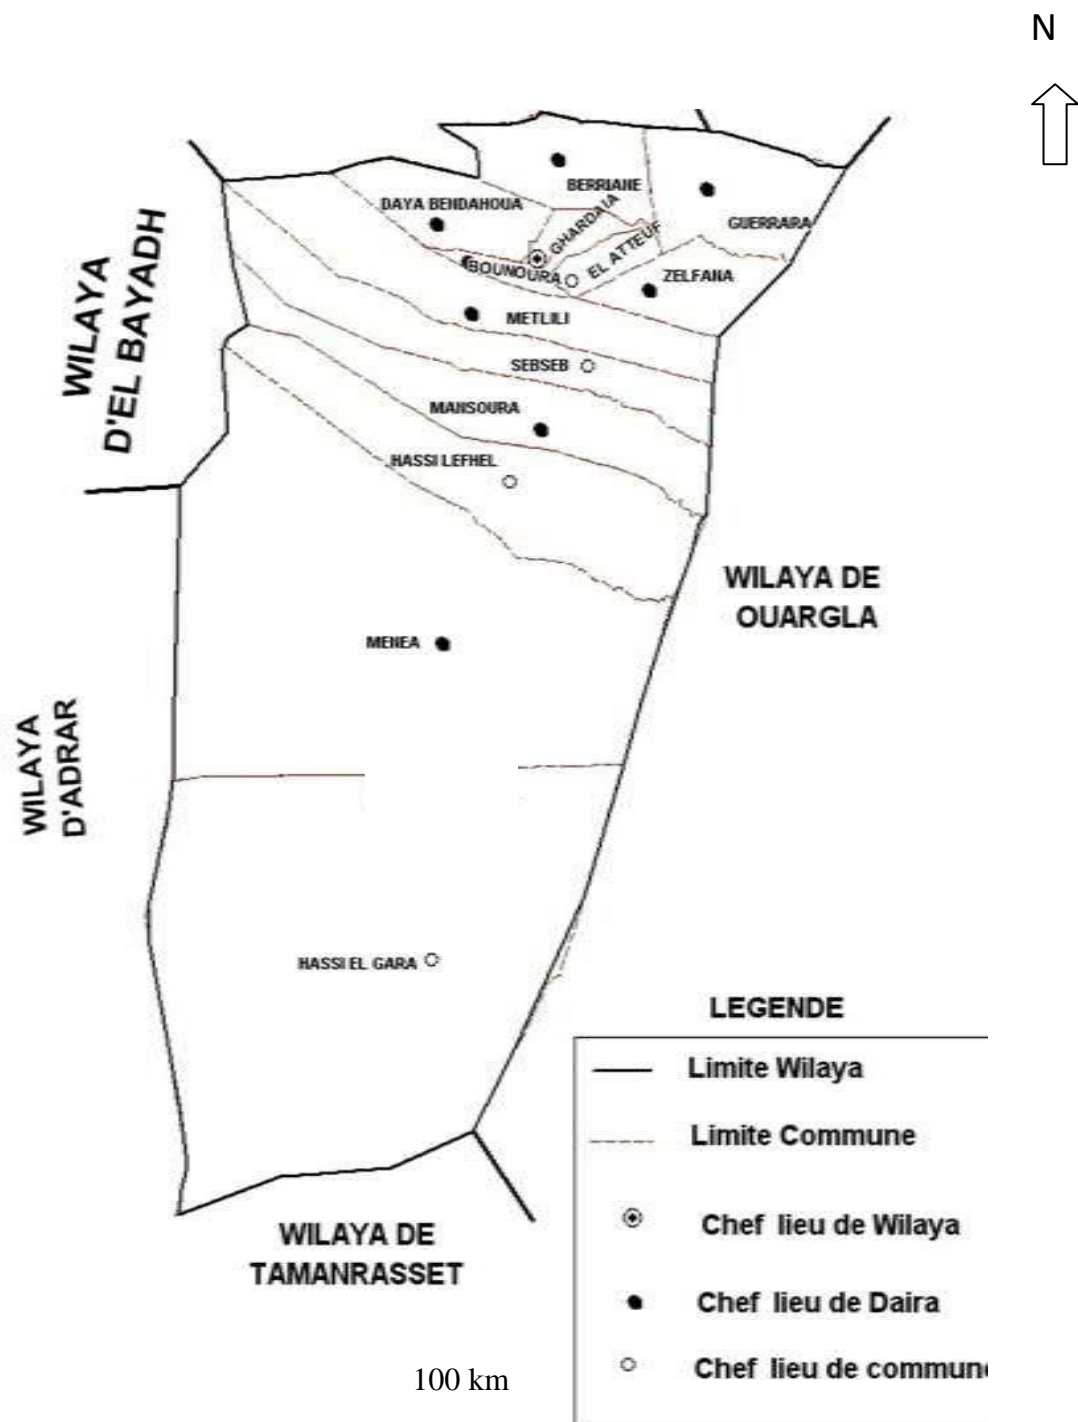 N
BERRIANE
DAYA BENDAHOUA
GUERRARA
GHARDAIA
EL ATTEUF
BOUNOURA
ZELFANA
METLILI
SEBSEB
MANSOURA
HASSI LEFHEL
WILAYA
D'EL BAYADH
WILAYA DE
OUARGLA
MENEA
WILAYA
D'ADRAR
HASSI EL GARA
LEGENDE
Limite Wilaya
Limite Commune
Chef lieu de Wilaya
Chef lieu de Daira
Chef lieu de commun
WILAYA DE
TAMANRASSET
100 km